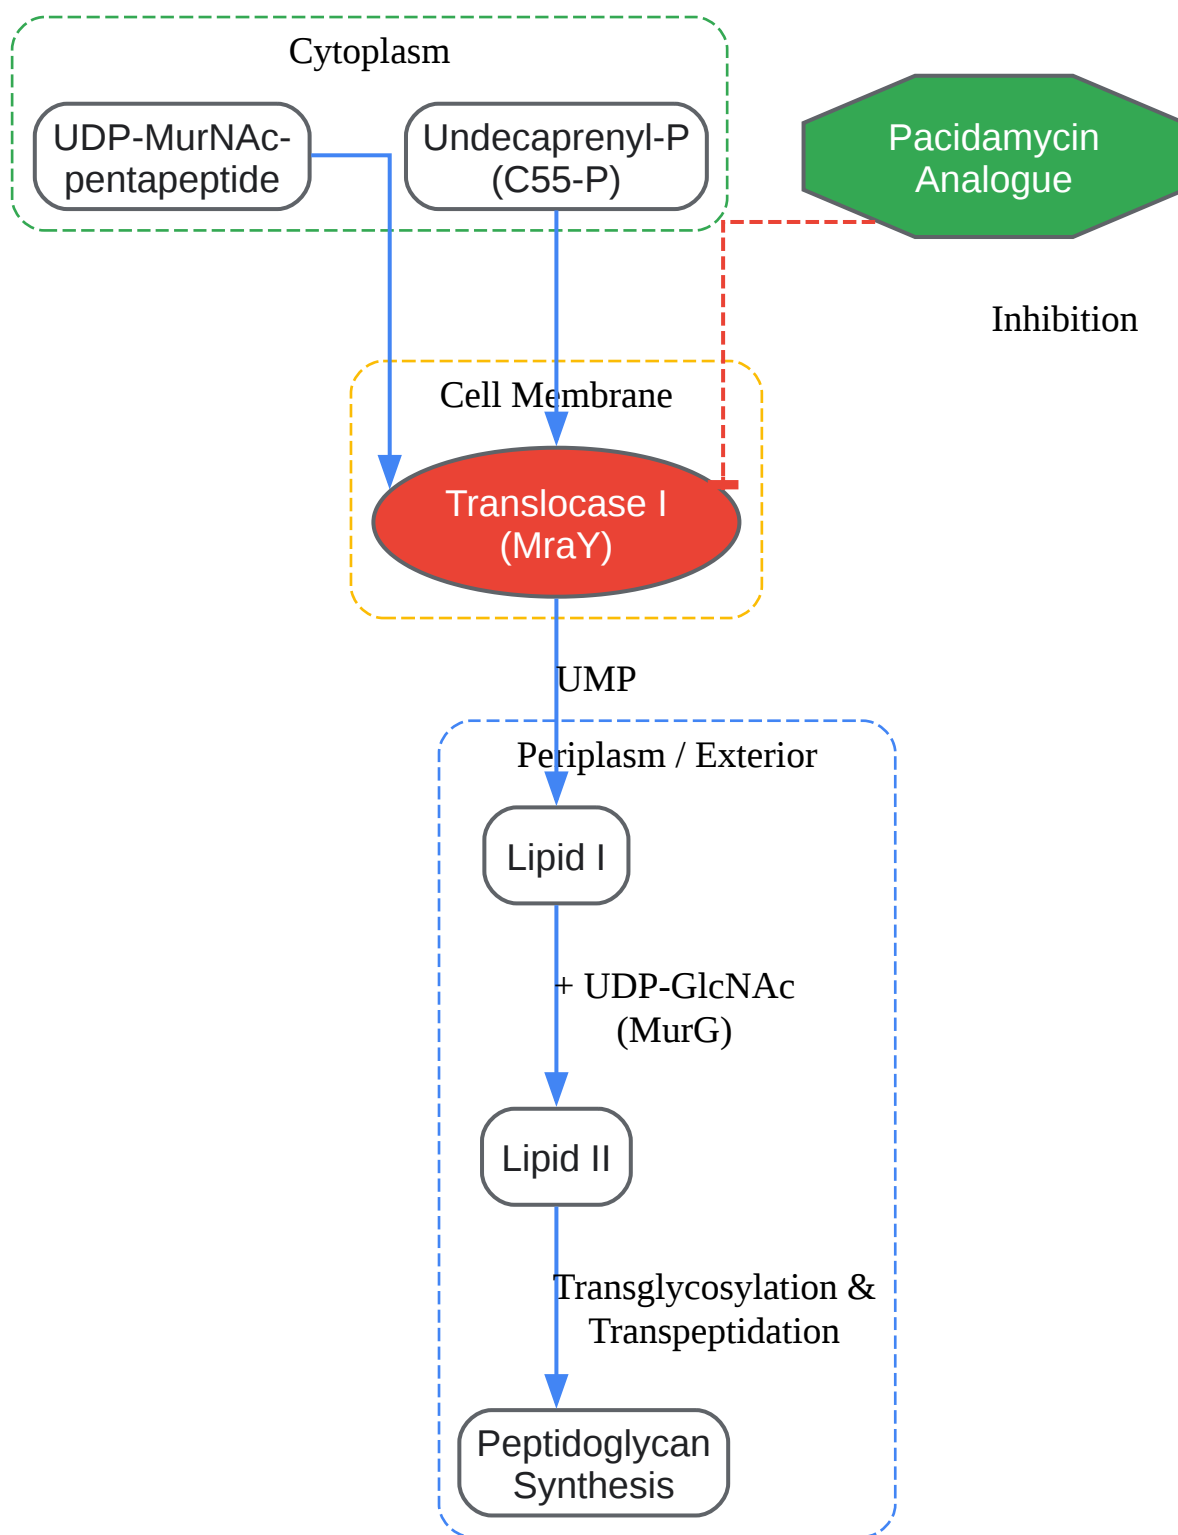 Cytoplasm
UDP-MurNAc-
pentapeptide
Undecaprenyl-P
(C55-P)
Pacidamycin
Analogue
Inhibition
Cell Membrane
Translocase I
(MraY)
UMP
Periplasm / Exterior
Lipid I
+ UDP-GlcNAc
(MurG)
Lipid II
Transglycosylation &
Transpeptidation
Peptidoglycan
Synthesis